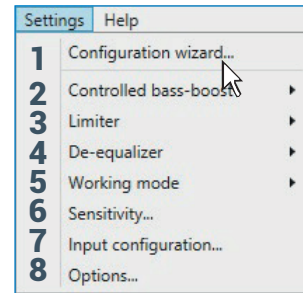 Settings Help
1 Configuration wizard...
2 Controlled bass-boost
3 Limiter
4 De-equalizer
5 Working mode
6 Sensitivity...
7 Input configuration...
8 Options...